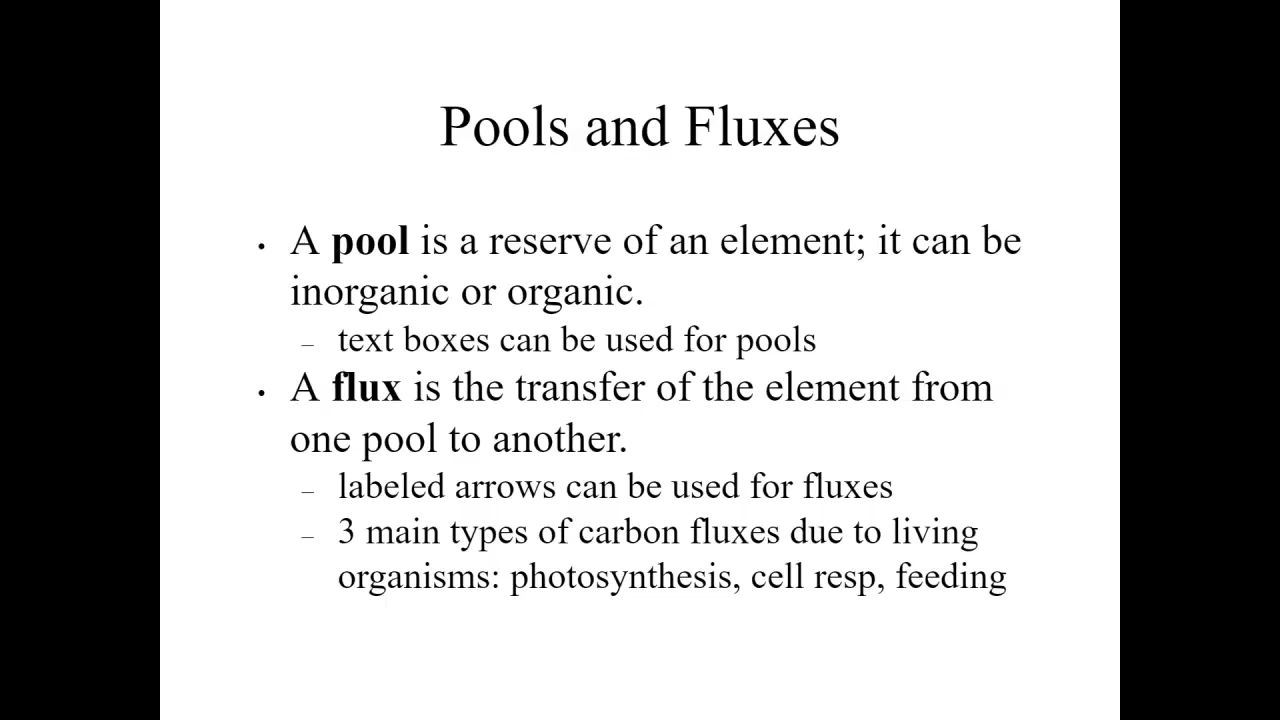 Pools and Fluxes
• A pool is a reserve of an element; it can be
inorganic or organic.
– text boxes can be used for pools
• A flux is the transfer of the element from
one pool to another.
– labeled arrows can be used for fluxes
– 3 main types of carbon fluxes due to living
organisms: photosynthesis, cell resp, feeding